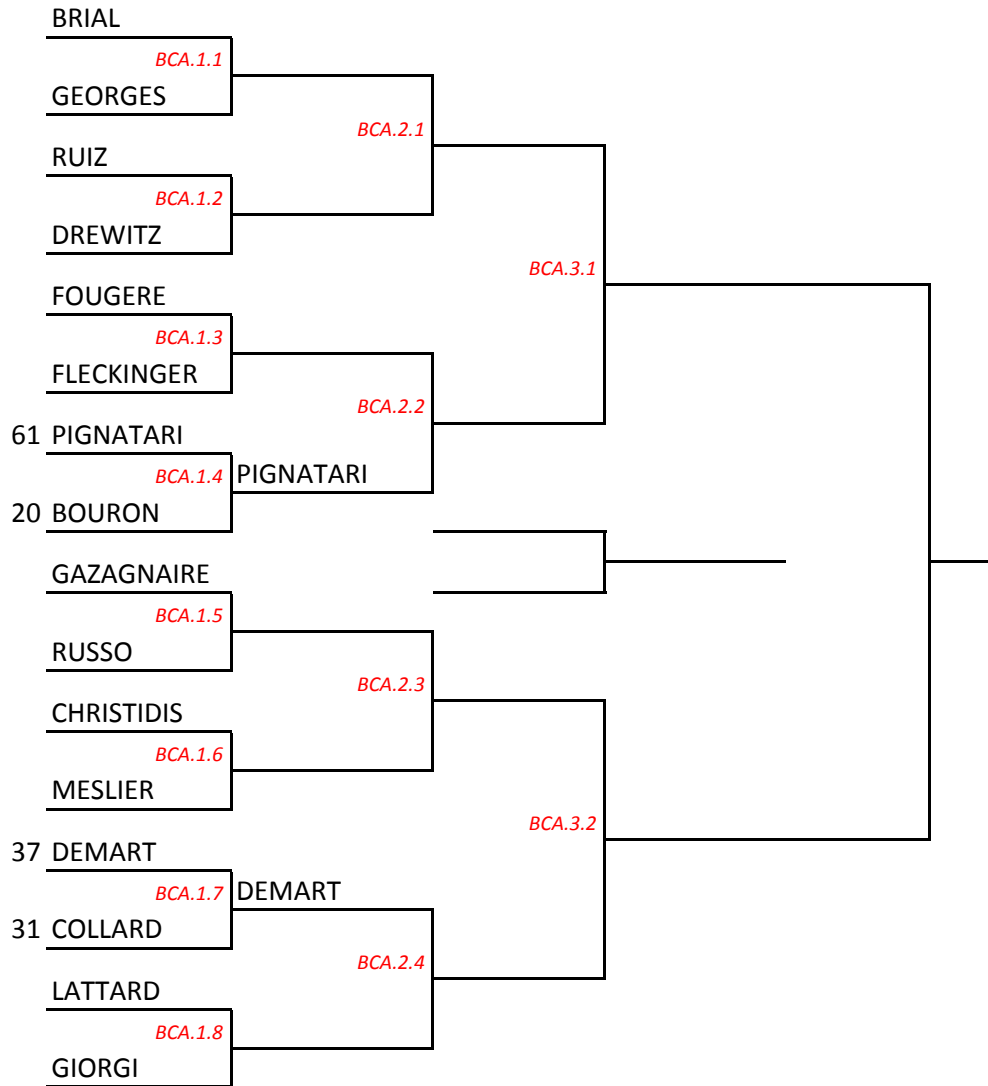 BRIAL
BCA.1.1
GEORGES
BCA.2.1
RUIZ
BCA.1.2
DREWITZ
BCA.3.1
FOUGERE
BCA.1.3
FLECKINGER
BCA.2.2
61 PIGNATARI
BCA.1.4 PIGNATARI
20 BOURON
GAZAGNAIRE
BCA.1.5
RUSSO
BCA.2.3
CHRISTIDIS
BCA.1.6
MESLIER
BCA.3.2
37 DEMART
BCA.1.7 DEMART
31 COLLARD
BCA.2.4
LATTARD
BCA.1.8
GIORGI